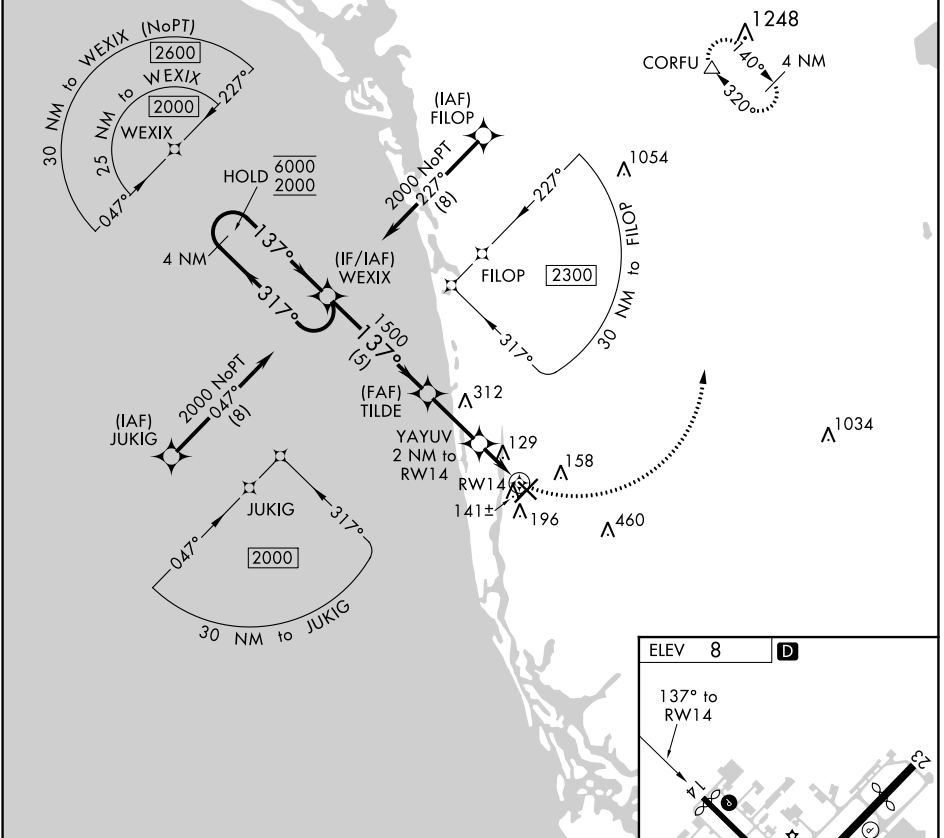 30 NM to WEXIX (NoPT)
2600
25 NM to WEXIX
2000
227°
WEXIX
047°
HOLD 6000
2000
4 NM
137°
317°
(IF/IAF)
WEXIX
(IAF)
FILOP
2000 NoPT
227°
(8)
1248
CORFU
140°
4 NM
320°
1054
227°
FILOP
2300
317°
30 NM to FILOP
1500
137°
(5)
(IAF)
JUKIG
2000 NoPT
047°
(8)
(FAF)
TILDE
312
YAYUV
2 NM to
RW14
129
158
RW14
141±
196
460
1034
JUKIG
047°
317°
2000
30 NM to JUKIG
ELEV 8
D
137° to
RW14
14
P
23
P